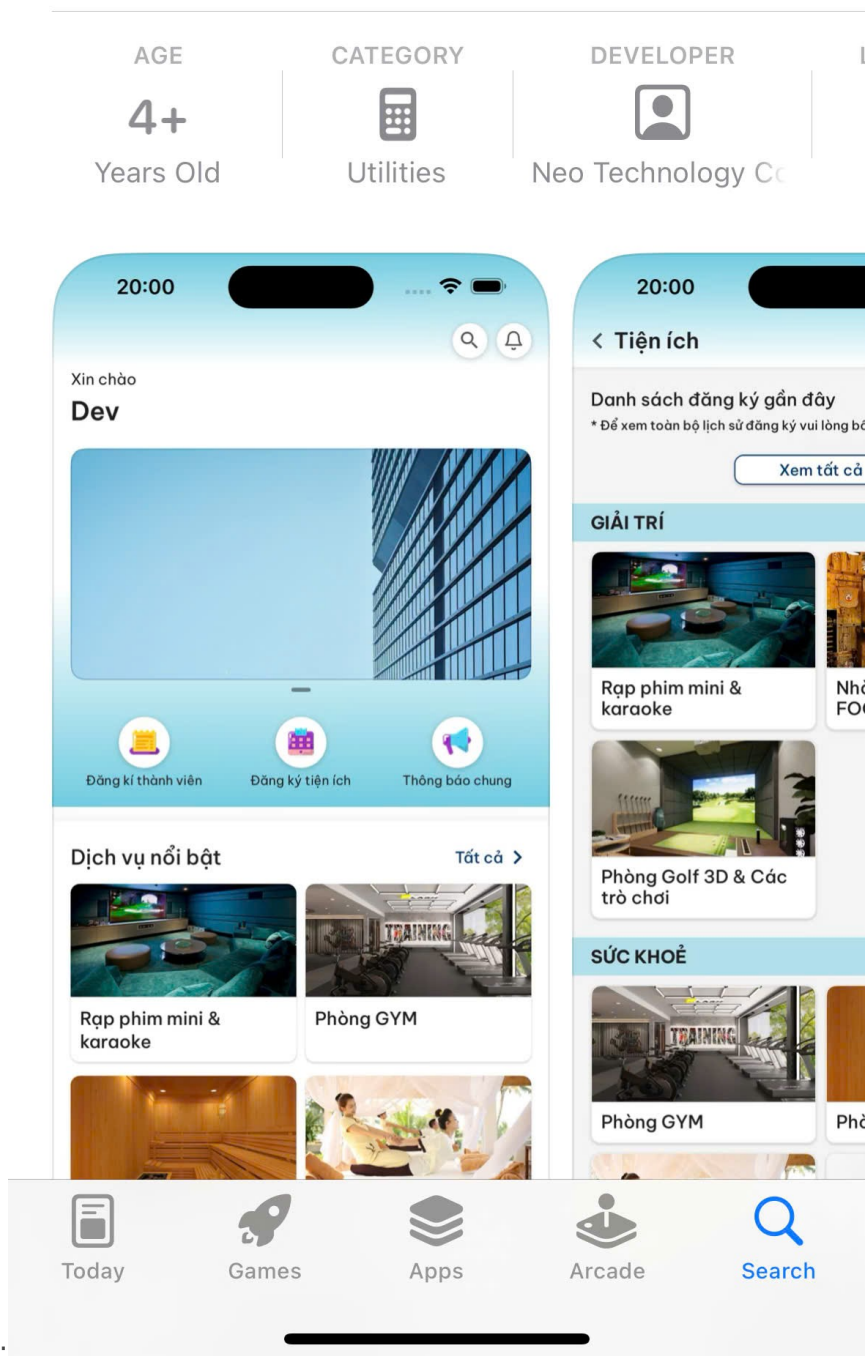 AGE
CATEGORY
DEVELOPER
4+
Years Old
Utilities
Neo Technology
20:00
Xin chào
Dev
Đăng kí thành viên
Đăng ký tiện ích
Thông báo chung
Dịch vụ nổi bật
Tất cả
Rạp phim mini &
karaoke
Phòng GYM
20:00
Tiện ích
Danh sách đăng ký gần đây
* Để xem toàn bộ lịch sử đăng ký vui lòng
Xem tất cả
GIẢI TRÍ
Rạp phim mini &
karaoke
Phòng Golf 3D & Các
trò chơi
SỨC KHOẺ
TRAINING
Phòng GYM
Today
Games
Apps
Arcade
Search